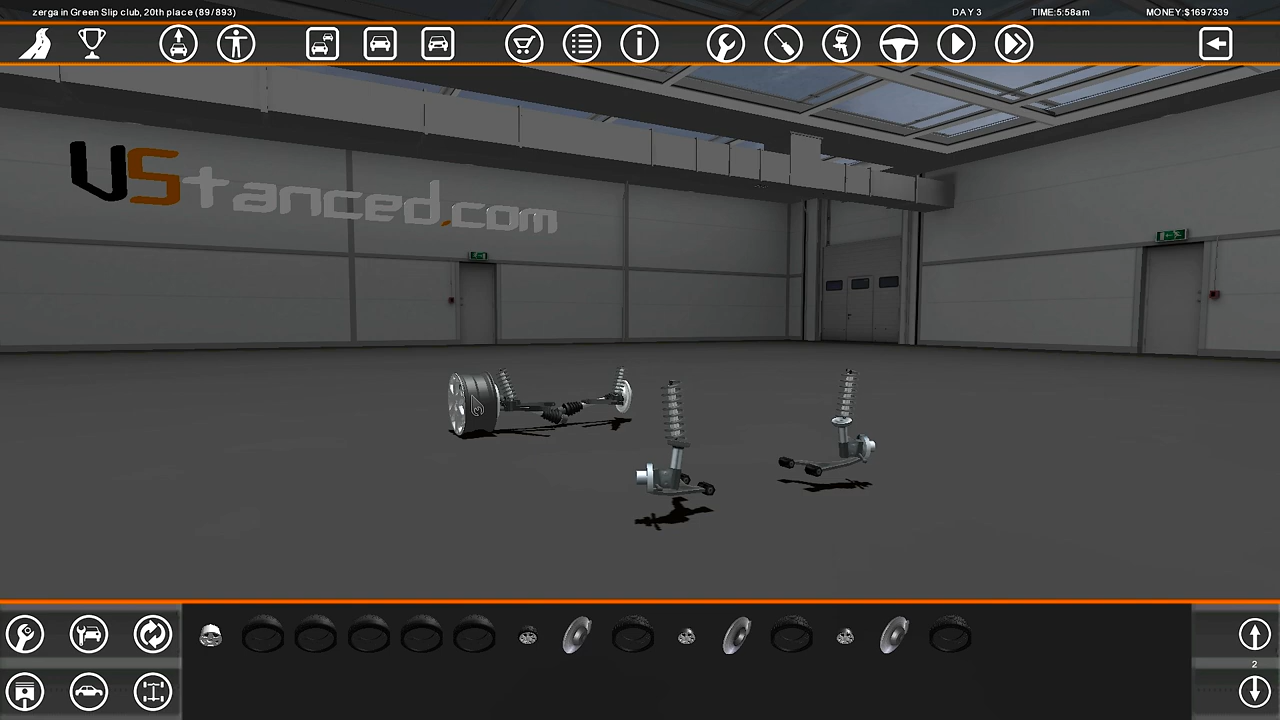 zerga in Green Slip club, 20th place (89/893)
DAY 3
TIME:5:58am
MONEY:$1697339
UStanced.com
2